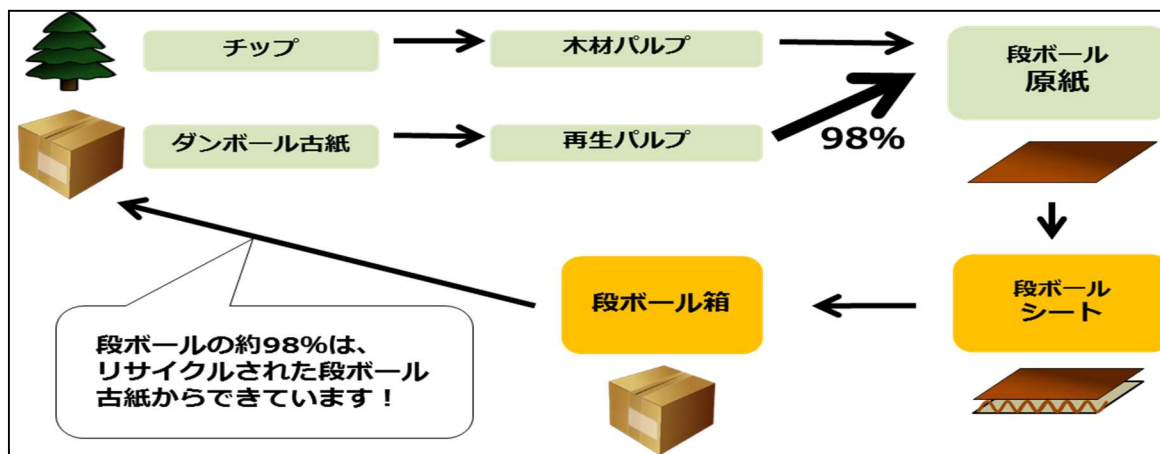 チップ
木材パルプ
段ボール
原紙
ダンボール古紙
再生パルプ
98%
段ボール箱
段ボール
シート
段ボールの約98%は、
リサイクルされた段ボール
古紙からできています！